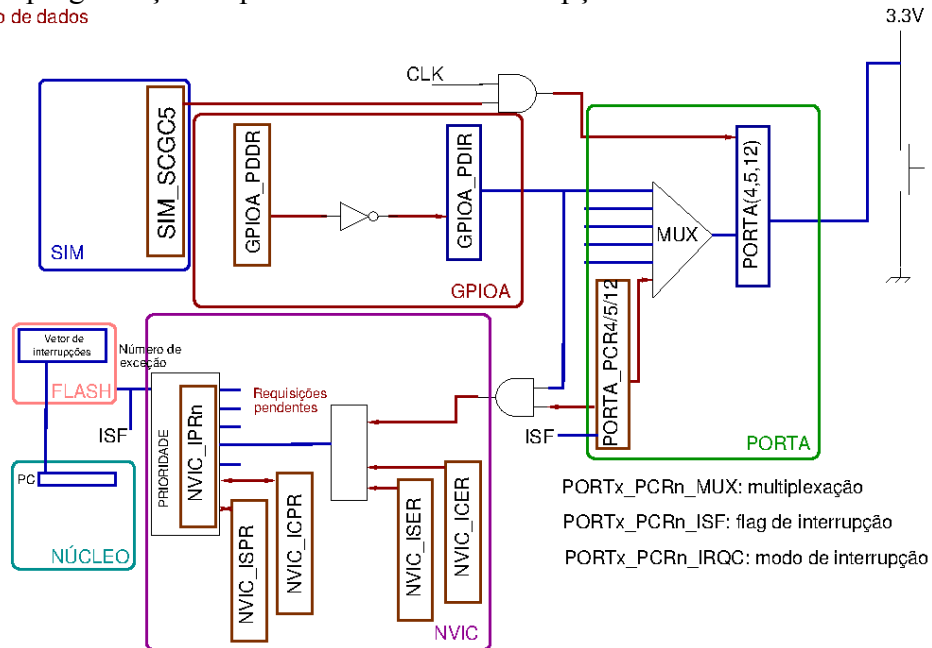 o de dados
3.3V
CLK
SIM_SCGC5
SIM
GPIOA_PDDR
GPIOA_PDIR
GPIOA
MUX
PORTA(4,5,12)
PORTA_PCR4/5/12
ISF
PORTA
Vetor de
interrupções
FLASH
Número de
exceção
ISF
PC
NÚCLEO
PRIORIDADE
NVIC_IPRn
Requisições
pendentes
NVIC_ISPR
NVIC_ICPR
NVIC_ISER
NVIC_ICER
NVIC
PORTx_PCRn_MUX: multiplexação
PORTx_PCRn_ISF: flag de interrupção
PORTx_PCRn_IRQC: modo de interrupção